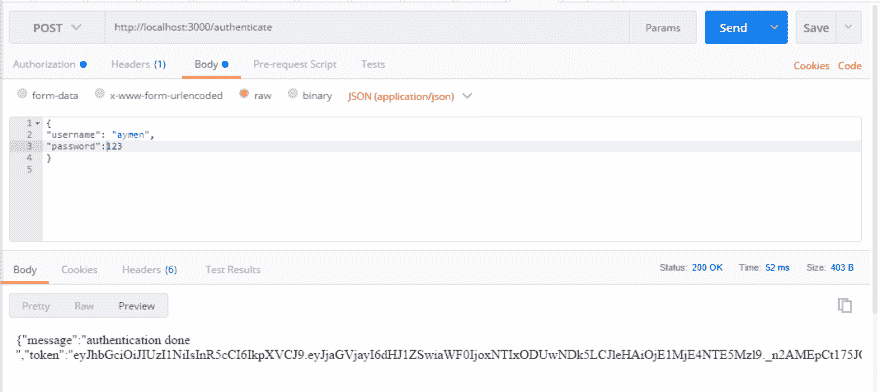 POST http://localhost:3000/authenticate Params Send Save
Authorization Headers (1) Body Pre-request Script Tests Cookies Code
form-data x-www-form-urlencoded raw binary JSON (application/json)
1 {
2 "username": "aymen",
3 "password":123
4 }
5
Body Cookies Headers (6) Test Results Status: 200 OK Time: 52 ms Size: 403 B
Pretty Raw Preview
{"message":"authentication done
","token":"eyJhbGciOiJIUzI1NiIsInR5cCI6IkpXVCJ9.eyJjaGVjayI6dHJ1ZSwiaWF0IjoxNTIxODUwNDk5LCJleHAiOjE1MjE4NTE5Mzl9._n2AMEpCt175JC